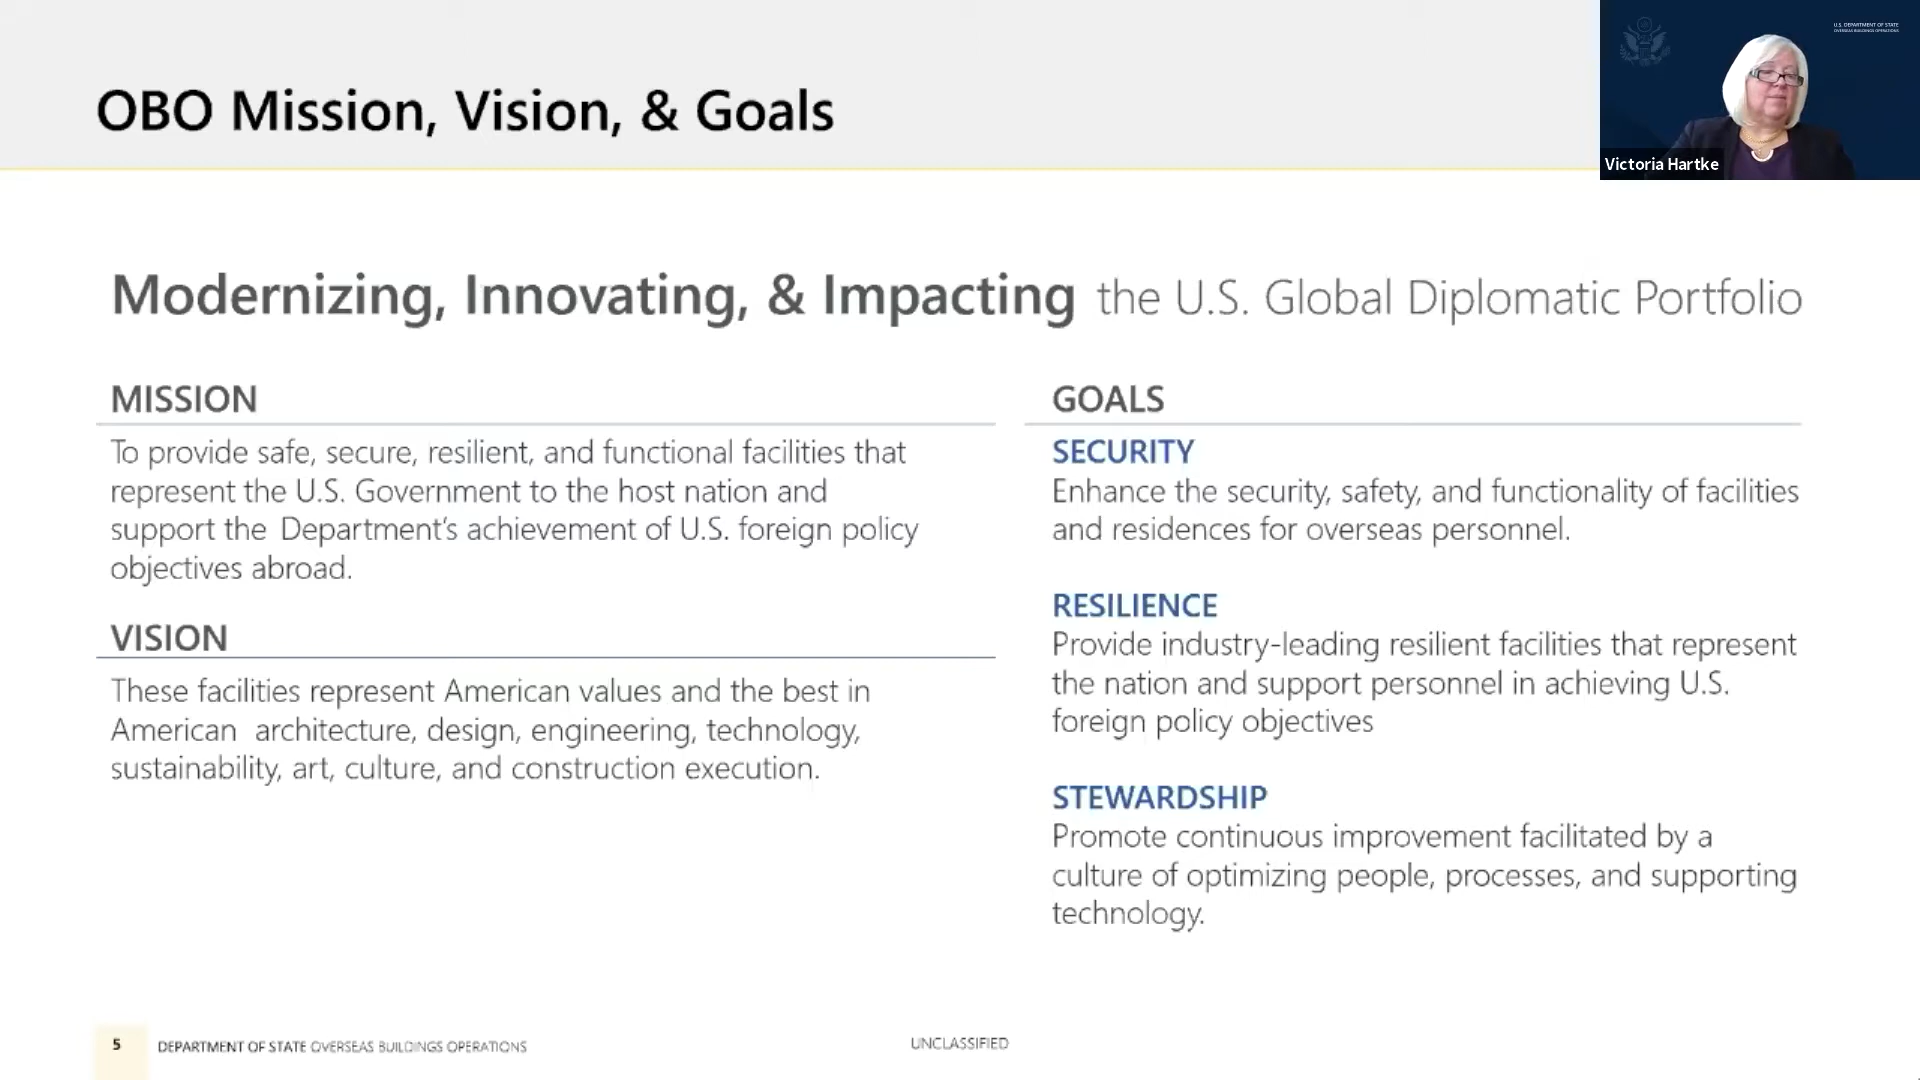 OBO Mission, Vision, & Goals
U.S. DEPARTMENT OF STATE
OVERSEAS BUILDINGS OPERATIONS
Victoria Hartke
Modernizing, Innovating, & Impacting the U.S. Global Diplomatic Portfolio
MISSION
To provide safe, secure, resilient, and functional facilities that
represent the U.S. Government to the host nation and
support the Department's achievement of U.S. foreign policy
objectives abroad.
VISION
These facilities represent American values and the best in
American architecture, design, engineering, technology,
sustainability, art, culture, and construction execution.
GOALS
SECURITY
Enhance the security, safety, and functionality of facilities
and residences for overseas personnel.
RESILIENCE
Provide industry-leading resilient facilities that represent
the nation and support personnel in achieving U.S.
foreign policy objectives
STEWARDSHIP
Promote continuous improvement facilitated by a
culture of optimizing people, processes, and supporting
technology.
5
DEPARTMENT OF STATE OVERSEAS BUILDINGS OPERATIONS
UNCLASSIFIED